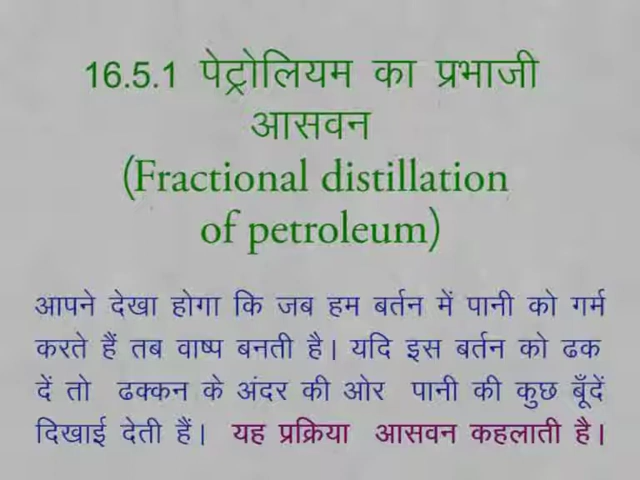 16.5.1 पेट्रोलियम का प्रभाजी
आसवन
(Fractional distillation
of petroleum)
आपने देखा होगा कि जब हम बर्तन में पानी को गर्म
करते हैं तब वाष्प बनती है। यदि इस बर्तन को ढक
दें तो ढक्कन के अंदर की ओर पानी की कुछ बूँदें
दिखाई देती हैं। यह प्रक्रिया आसवन कहलाती है।